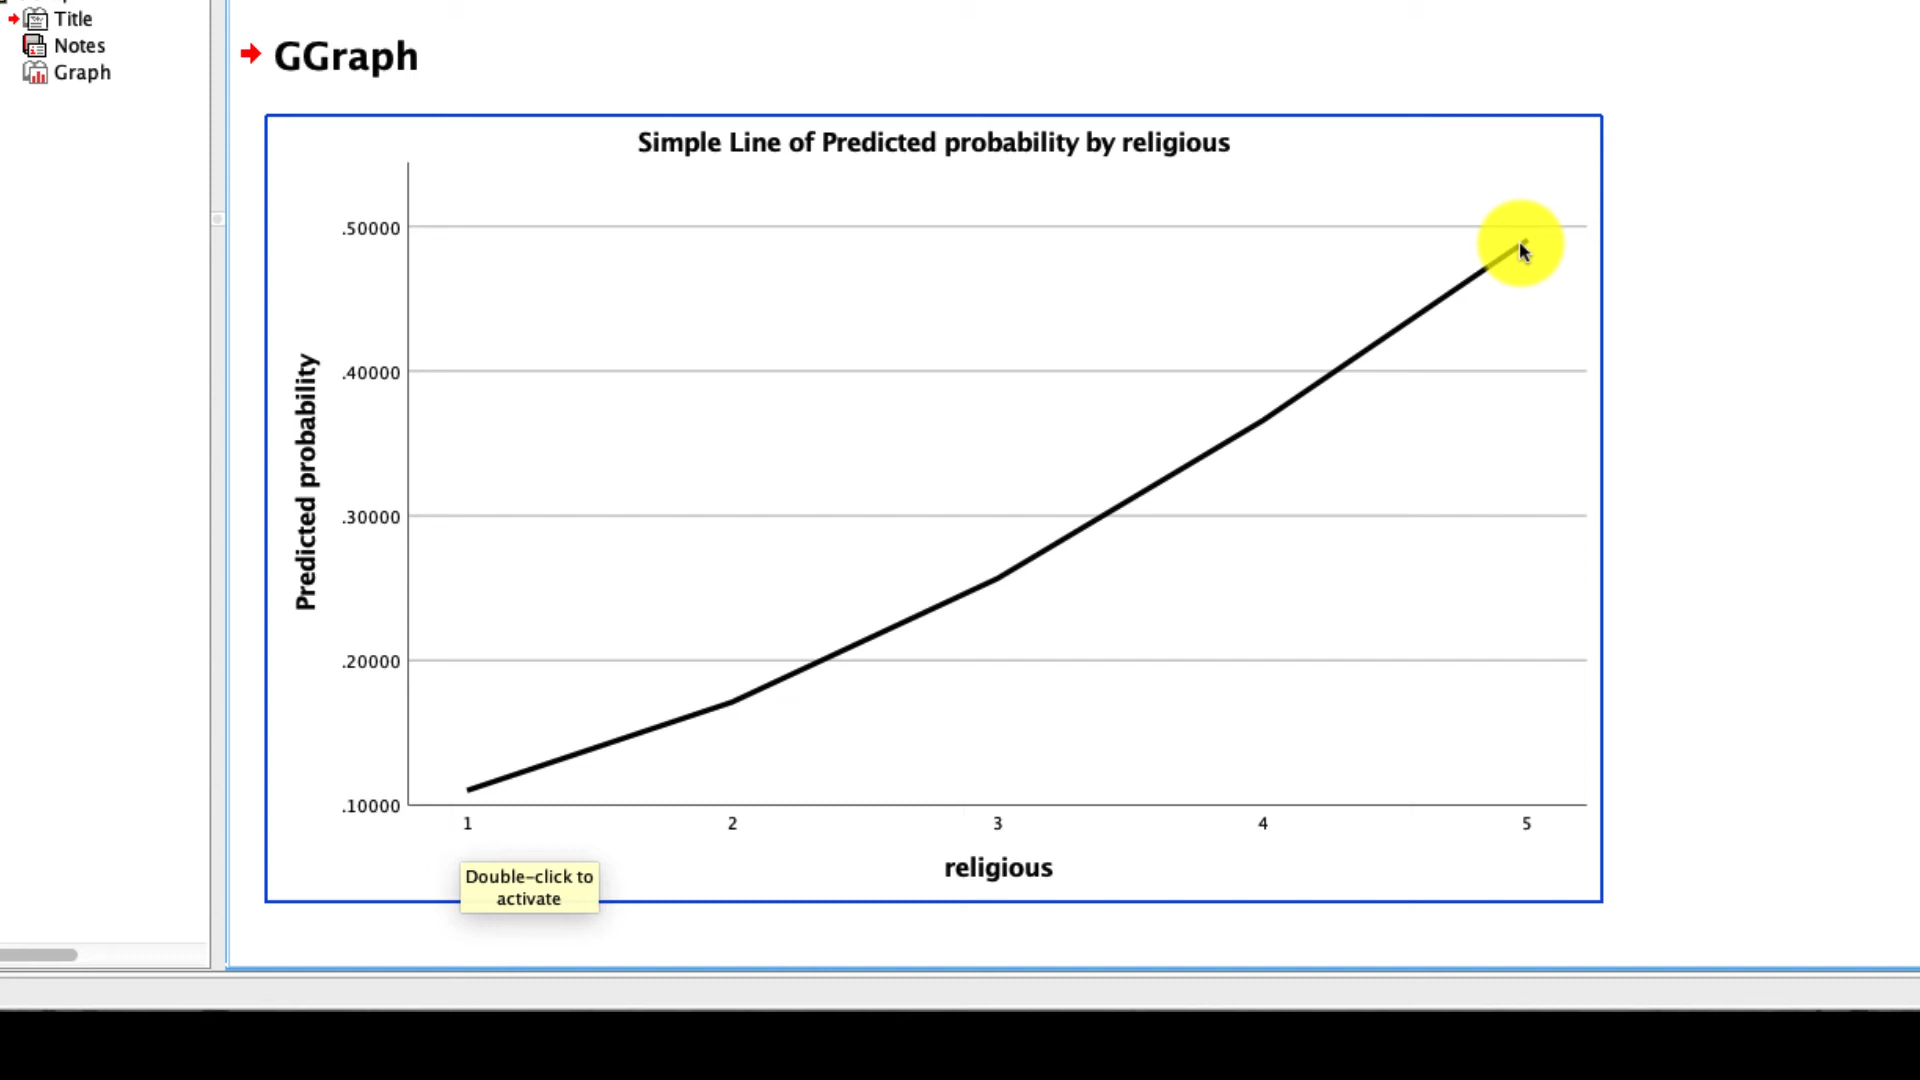 Title
Notes
Graph
GGraph
Simple Line of Predicted probability by religious
Predicted probability
.50000
.40000
.30000
.20000
.10000
1 2 3 4 5
religious
Double-click to
activate